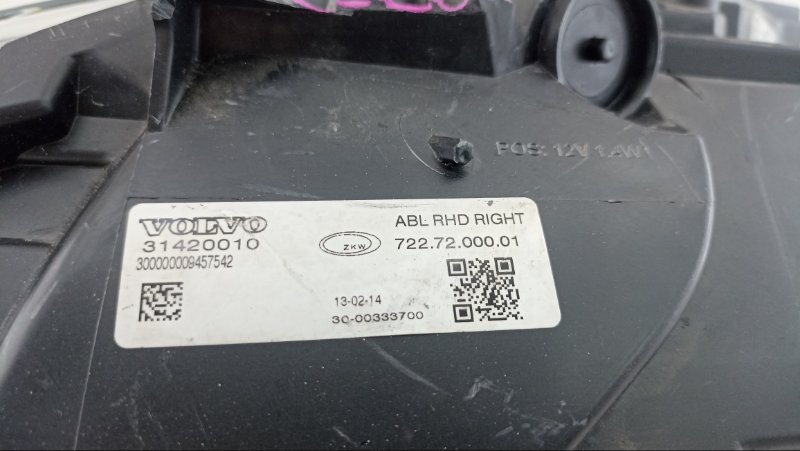 POS: 12V 1.4W
VOLVO
31420010
300000009457542
ZKW
ABL RHD RIGHT
722.72.000.01
13-02-14
30-00333700